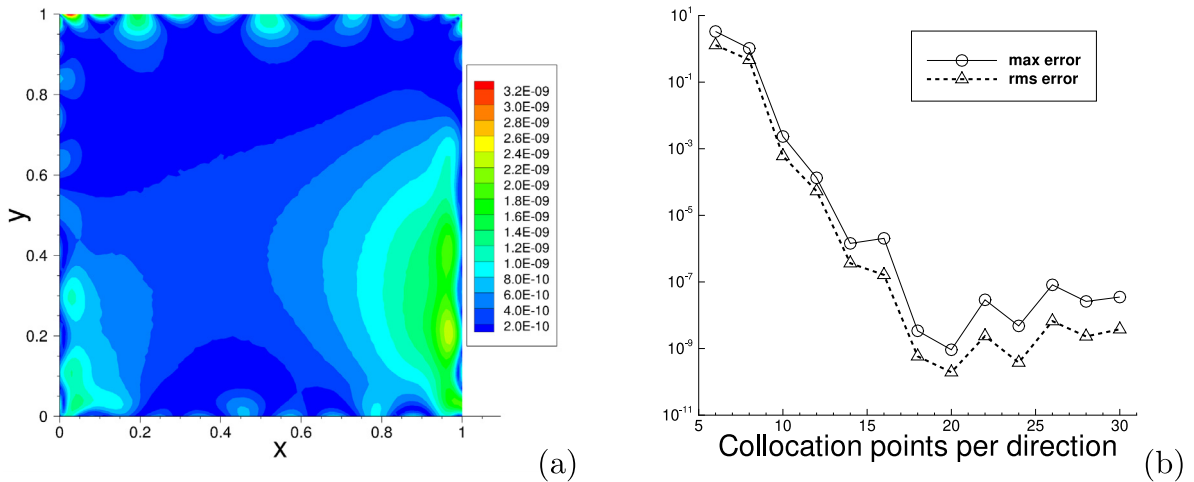 1
0.8
0.6
0.4
0.2
0
y
0
0.2
0.4
0.6
0.8
1
x
3.2E-09
3.0E-09
2.8E-09
2.6E-09
2.4E-09
2.2E-09
2.0E-09
1.8E-09
1.6E-09
1.4E-09
1.2E-09
1.0E-09
8.0E-10
6.0E-10
4.0E-10
2.0E-10
(a)
10^1
10^-1
10^-3
10^-5
10^-7
10^-9
10^-11
max error
rms error
5
10
15
20
25
30
Collocation points per direction
(b)